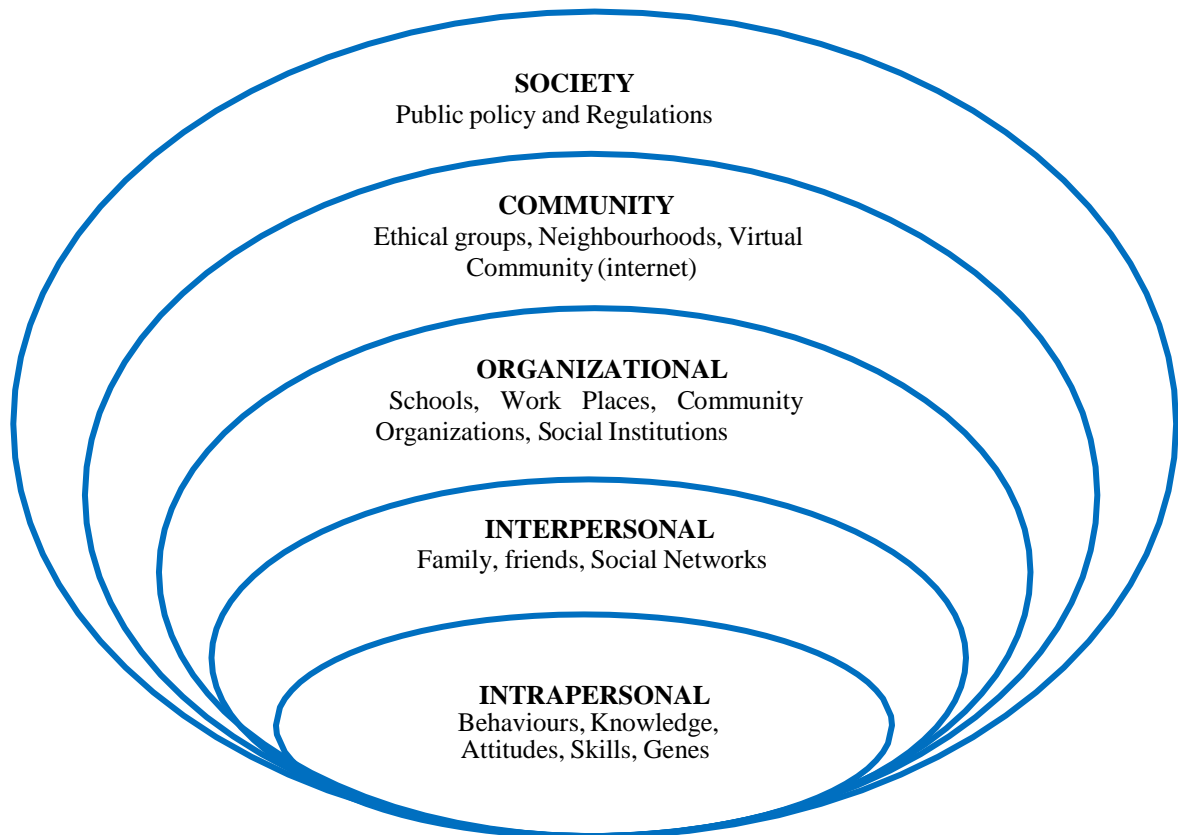 SOCIETY
Public policy and Regulations
COMMUNITY
Ethical groups, Neighbourhoods, Virtual
Community (internet)
ORGANIZATIONAL
Schools, Work Places, Community
Organizations, Social Institutions
INTERPERSONAL
Family, friends, Social Networks
INTRAPERSONAL
Behaviours, Knowledge,
Attitudes, Skills, Genes